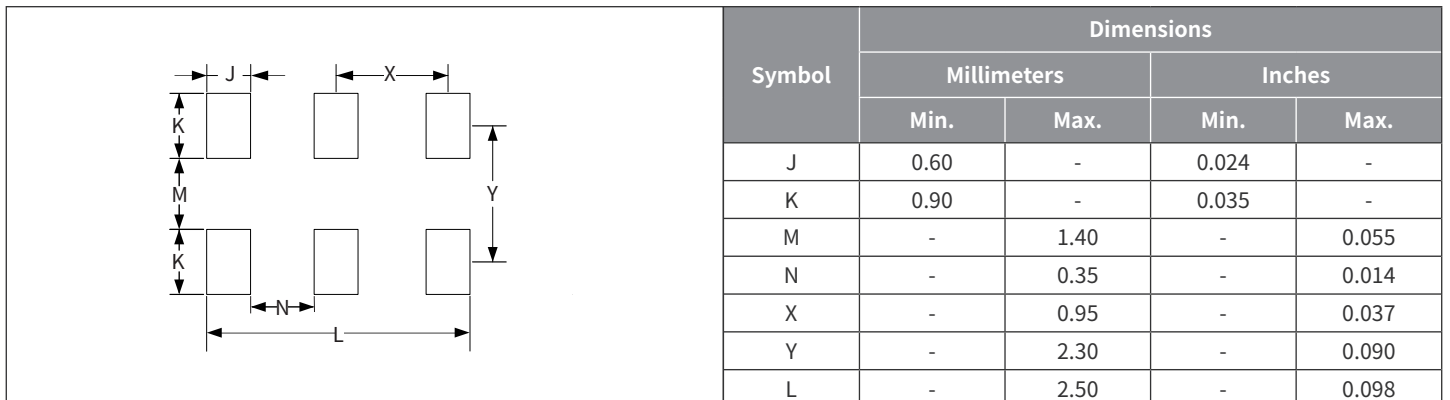 J
X
K
M
Y
K
N
L
Symbol Dimensions
Millimeters Inches
Min. Max. Min. Max.
J 0.60 - 0.024 -
K 0.90 - 0.035 -
M - 1.40 - 0.055
N - 0.35 - 0.014
X - 0.95 - 0.037
Y - 2.30 - 0.090
L - 2.50 - 0.098